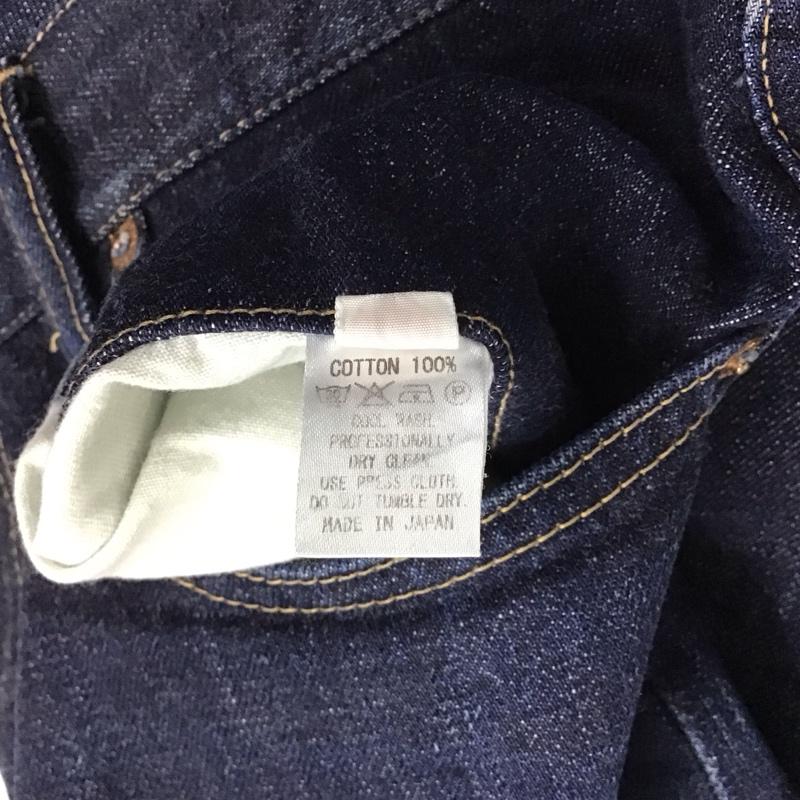 COTTON 100%
P
COOL WASH.
PROFESSIONALLY
DRY CLEAN.
USE PRESS CLOTH.
DO NOT TUMBLE DRY.
MADE IN JAPAN